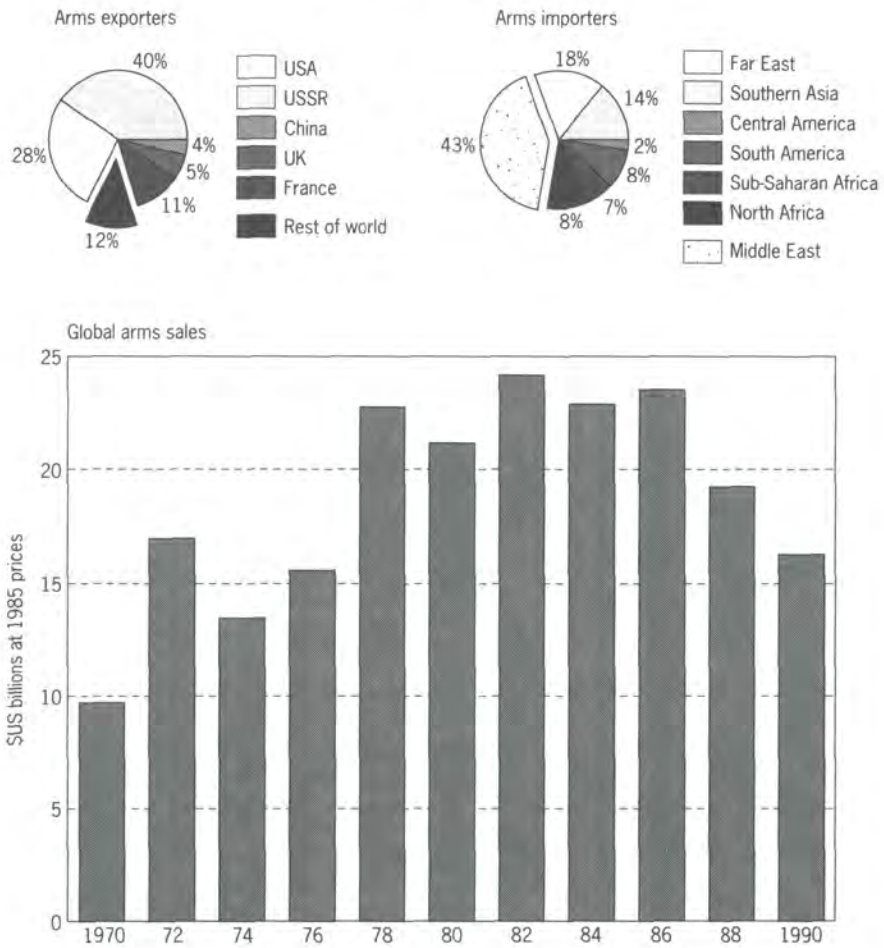 Arms exporters
40%
28%
4%
5%
11%
12%
USA
USSR
China
UK
France
Rest of world
Arms importers
18%
14%
43%
2%
8%
7%
8%
Far East
Southern Asia
Central America
South America
Sub-Saharan Africa
North Africa
Middle East
Global arms sales
$US billions at 1985 prices
25
20
15
10
5
0
1970 72 74 76 78 80 82 84 86 88 1990